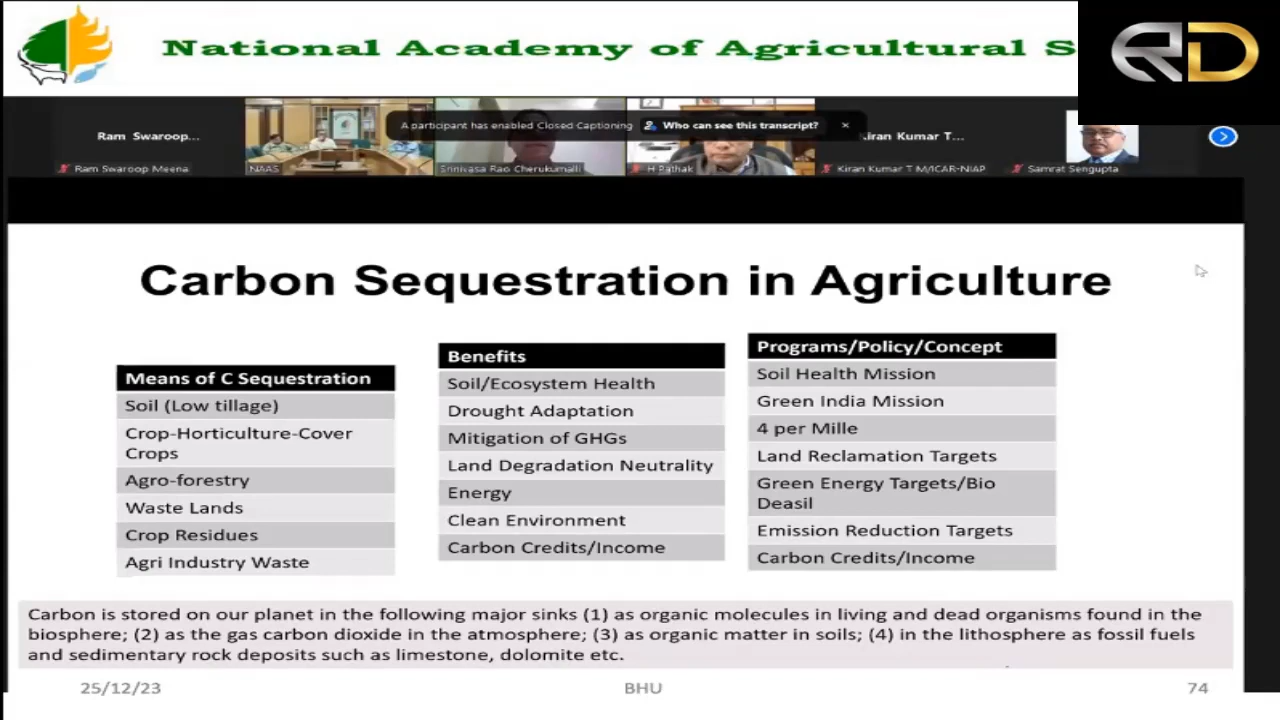 National Academy of Agricultural S
RD
Ram Swaroop...
A participant has enabled Closed Captioning
Who can see this transcript?
×
Kiran Kumar T...
Ram Swaroop Meena
NAAS
Srinivasa Rao Cherukumalli
H Pathak
Kiran Kumar T M/ICAR-NIAP
Samrat Sengupta
Carbon Sequestration in Agriculture
Means of C Sequestration
Soil (Low tillage)
Crop-Horticulture-Cover
Crops
Agro-forestry
Waste Lands
Crop Residues
Agri Industry Waste
Benefits
Soil/Ecosystem Health
Drought Adaptation
Mitigation of GHGs
Land Degradation Neutrality
Energy
Clean Environment
Carbon Credits/Income
Programs/Policy/Concept
Soil Health Mission
Green India Mission
4 per Mille
Land Reclamation Targets
Green Energy Targets/Bio
Deasil
Emission Reduction Targets
Carbon Credits/Income
Carbon is stored on our planet in the following major sinks (1) as organic molecules in living and dead organisms found in the
biosphere; (2) as the gas carbon dioxide in the atmosphere; (3) as organic matter in soils; (4) in the lithosphere as fossil fuels
and sedimentary rock deposits such as limestone, dolomite etc.
25/12/23
BHU
74